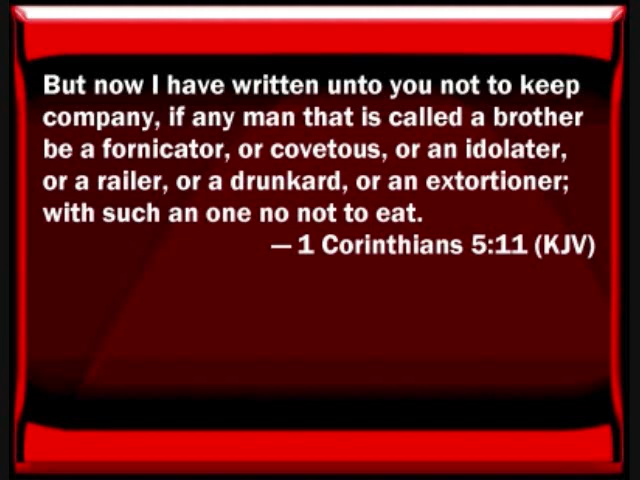 But now I have written unto you not to keep
company, if any man that is called a brother
be a fornicator, or covetous, or an idolater,
or a railer, or a drunkard, or an extortioner;
with such an one no not to eat.
— 1 Corinthians 5:11 (KJV)